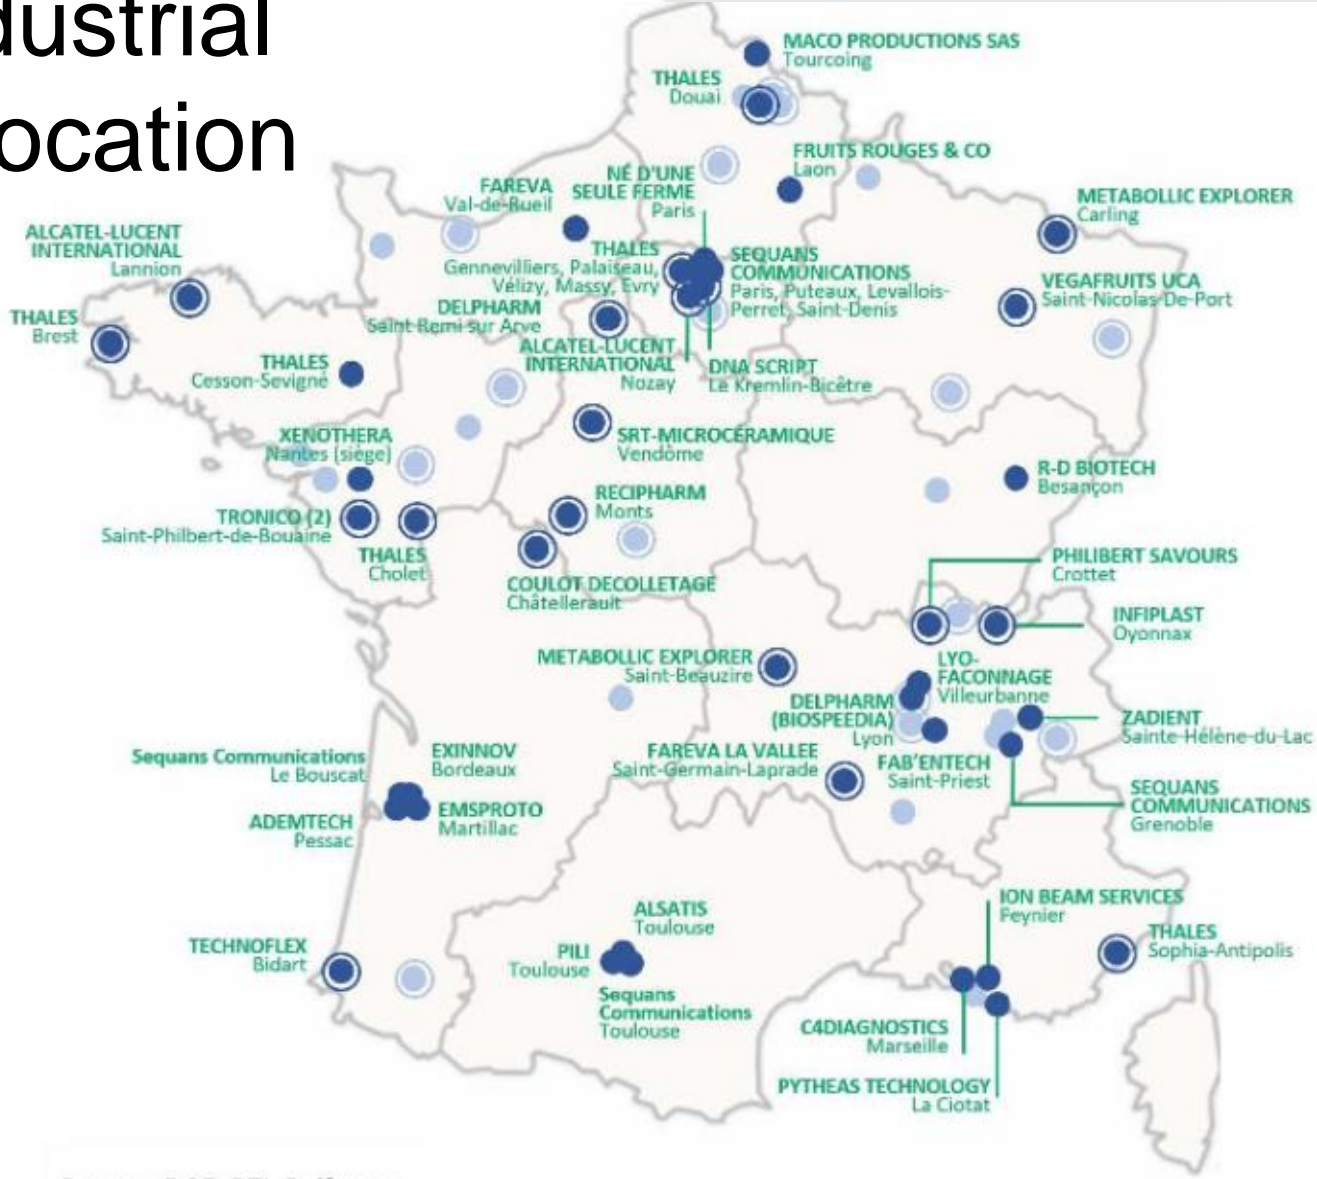 dustrial
ocation
MACO PRODUCTIONS SAS
Tourcoing
THALES
Douai
FRUITS ROUGES & CO
Laon
NÉ D'UNE
SEULE FERME
Paris
FAREVA
Val-de-Rueil
METABOLLIC EXPLORER
Carling
ALCATEL-LUCENT
INTERNATIONAL
Lannion
THALES
Gennevilliers, Palaiseau,
Vélizy, Massy, Evry
SEQUANS
COMMUNICATIONS
Paris, Puteaux, Levallois-
Perret, Saint-Denis
VEGAFRUITS UCA
Saint-Nicolas-De-Port
DELPHARM
Saint Remi sur Arve
THALES
Brest
ALCATEL-LUCENT
INTERNATIONAL
Nozay
DNA SCRIPT
Le Kremlin-Bicêtre
THALES
Cesson-Sevigné
XENOTHERA
Nantes (siège)
SRT-MICROCÉRAMIQUE
Vendôme
R-D BIOTECH
Besançon
RECIPHARM
Monts
TRONICO (2)
Saint-Philbert-de-Bouaine
THALES
Cholet
COULOT DECOLLETAGE
Châtellerault
PHILIBERT SAVOURS
Crottet
INFIPLAST
Oyonnax
METABOLLIC EXPLORER
Saint-Beauzire
LYO-
FACONNAGE
Villeurbanne
DELPHARM
(BIOSPEEDIA)
Lyon
ZADIENT
Sainte-Hélène-du-Lac
FAREVA LA VALLEE
Saint-Germain-Laprade
FAB'ENTECH
Saint-Priest
SEQUANS
COMMUNICATIONS
Grenoble
Sequans Communications
Le Bouscat
EXINNOV
Bordeaux
ADEMTECH
Pessac
EMSPROTO
Martillac
ION BEAM SERVICES
Feynier
THALES
Sophia-Antipolis
ALSATIS
Toulouse
PILI
Toulouse
Sequans
Communications
Toulouse
TECHNOFLEX
Bidart
C4DIAGNOSTICS
Marseille
PYTHEAS TECHNOLOGY
La Ciotat